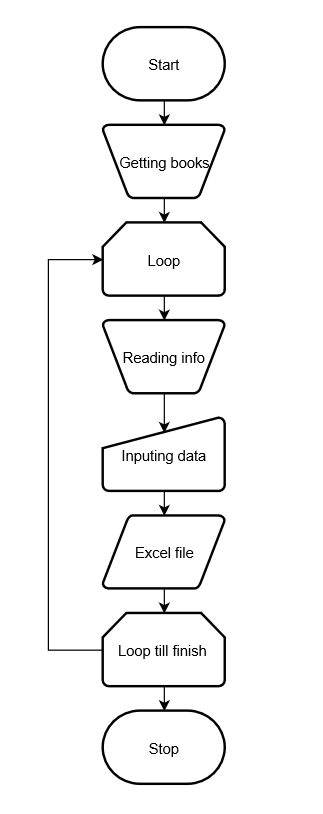 Start
Getting books
Loop
Reading info
Inputing data
Excel file
Loop till finish
Stop